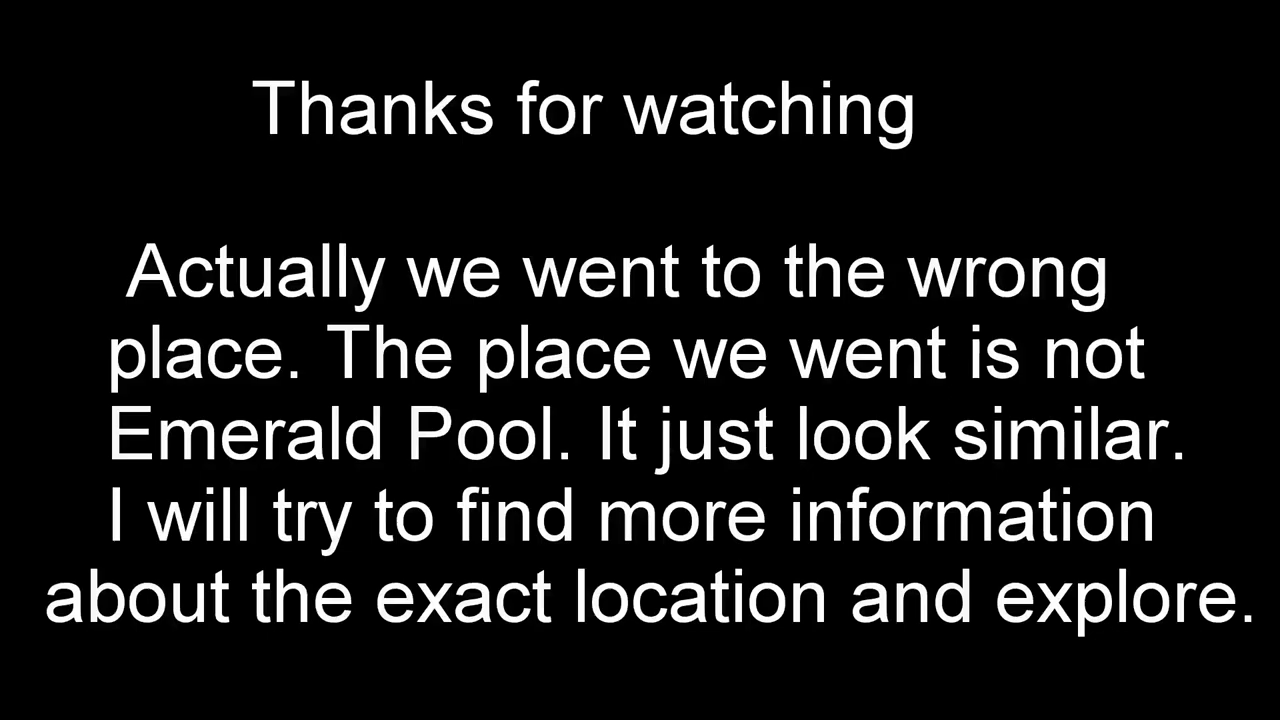 Thanks for watching
Actually we went to the wrong
place. The place we went is not
Emerald Pool. It just look similar.
I will try to find more information
about the exact location and explore.